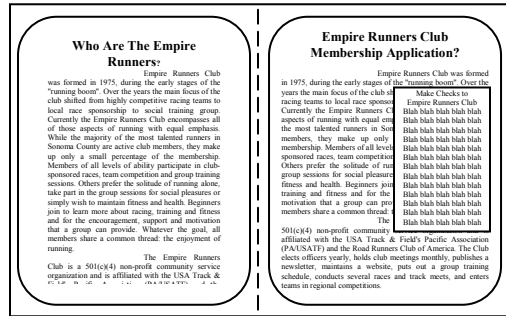 Who Are The Empire
Runners?
Empire Runners Club
was formed in 1975, during the early stages of the
"running boom". Over the years the main focus of the
club shifted from highly competitive racing teams to
local race sponsorship to social training group.
Currently the Empire Runners Club encompasses all
of those aspects of running with equal emphasis.
While the majority of the most talented runners in
Sonoma County are active club members, they make
up only a small percentage of the membership.
Members of all levels of ability participate in club-
sponsored races, team competition and group training
sessions. Others prefer the solitude of running alone,
take part in the group sessions for social pleasures or
simply wish to maintain fitness and health. Beginners
join to learn more about racing, training and fitness
and for the encouragement, support and motivation
that a group can provide. Whatever the goal, all
members share a common thread: the enjoyment of
running.
The Empire Runners
Club is a 501(c)(4) non-profit community service
organization and is affiliated with the USA Track &
Empire Runners Club
Membership Application?
Empire Runners Club was formed
in 1975, during the early stages of the "running boom". Over the
years the main focus of the club
racing teams to local race
Currently the Empire Runners
aspects of running with equal
the most talented runners in
members, they make up only
membership. Members of all
sponsored races, team
Others prefer the solitude of
group sessions for social
fitness and health. Beginners
training and fitness and for the
motivation that a group can
members share a common thread:
The
501(c)(4) non-profit community
affiliated with the USA Track & Field's Pacific Association
(PA/USATF) and the Road Runners Club of America. The Club
elects officers yearly, holds club meetings monthly, publishes a
newsletter, maintains a website, puts out a group training
schedule, conducts several races and track meets, and enters
teams in regional competitions.
Make Checks to
Empire Runners Club
Blah blah blah blah blah
Blah blah blah blah blah
Blah blah blah blah blah
Blah blah blah blah blah
Blah blah blah blah blah
Blah blah blah blah blah
Blah blah blah blah blah
Blah blah blah blah blah
Blah blah blah blah blah
Blah blah blah blah blah
Blah blah blah blah blah
Blah blah blah blah blah
Blah blah blah blah blah